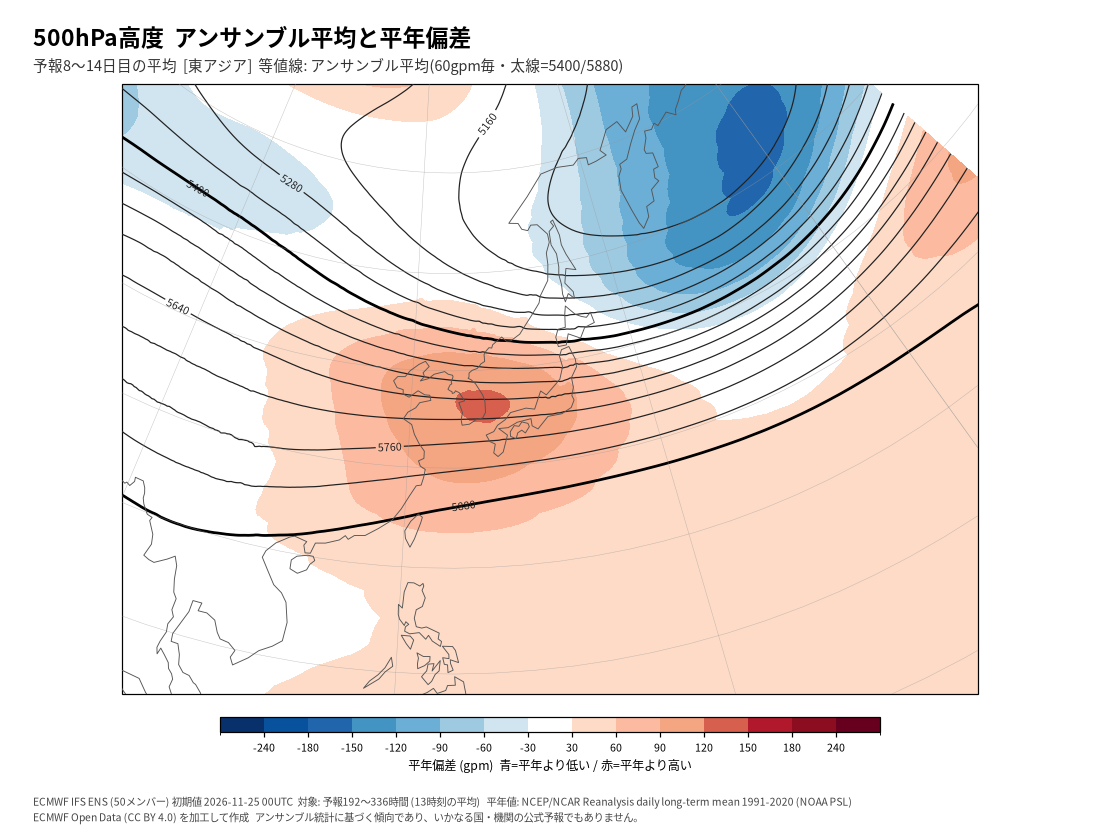 500hPa高度 アンサンブル平均と平年偏差
予報8〜14日目の平均 [東アジア] 等値線: アンサンブル平均(60gpm毎・太線=5400/5880)
5160
5280
5400
5640
5760
5880
-240 -180 -150 -120 -90 -60 -30 30 60 90 120 150 180 240
平年偏差 (gpm) 青=平年より低い / 赤=平年より高い
ECMWF IFS ENS (50メンバー) 初期値 2026-11-25 00UTC 対象: 予報192〜336時間 (13時刻の平均) 平年値: NCEP/NCAR Reanalysis daily long-term mean 1991-2020 (NOAA PSL)
ECMWF Open Data (CC BY 4.0) を加工して作成 アンサンブル統計に基づく傾向であり、いかなる国・機関の公式予報でもありません。